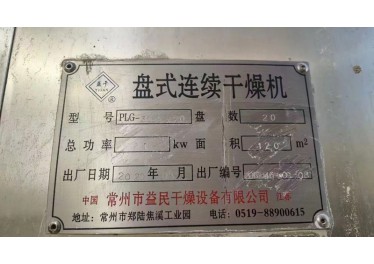 盘式连续干燥机
型 号 PLG- 盘 数 20
总功率 kw 面 积 120 m²
出厂日期 20 年 月 出厂编号
中国 常州市益民干燥设备有限公司 江苏
地址：常州市郑陆焦溪工业园 电话：0519-88900615